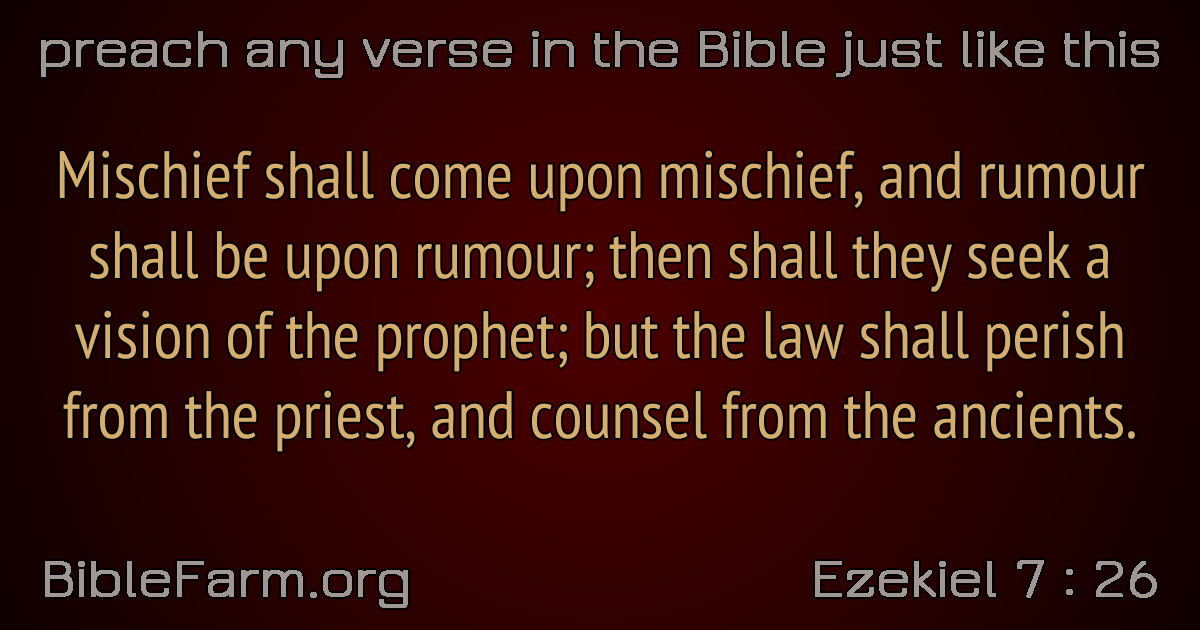 preach any verse in the Bible just like this
Mischief shall come upon mischief, and rumour
shall be upon rumour; then shall they seek a
vision of the prophet; but the law shall perish
from the priest, and counsel from the ancients.
BibleFarm.org
Ezekiel 7 : 26